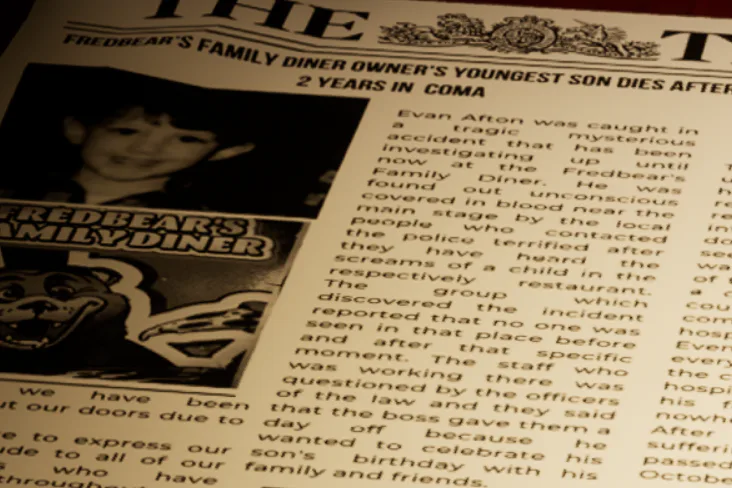 THE
FREDBEAR'S FAMILY DINER OWNER'S YOUNGEST SON DIES AFTER
2 YEARS IN COMA
FREDBEAR'S
FAMILY DINER
we have been
our doors due to
to express our
to all of our
who have
Evan Afton was caught in
a tragic mysterious
accident that has been
investigating up until
now at the Fredbear's
Family Diner. He was
found out unconscious
covered in blood near the
main stage by the local
people who contacted
the police terrified after
they have heard the
screams of a child in the
respectively restaurant.
The group which
discovered the incident
reported that no one was
seen in that place before
and after that specific
moment. The staff who
was working there was
questioned by the officers
of the law and they said
that the boss gave them a
day off because he
wanted to celebrate his
son's birthday with his
family and friends.
his f
After
passed
Octobe